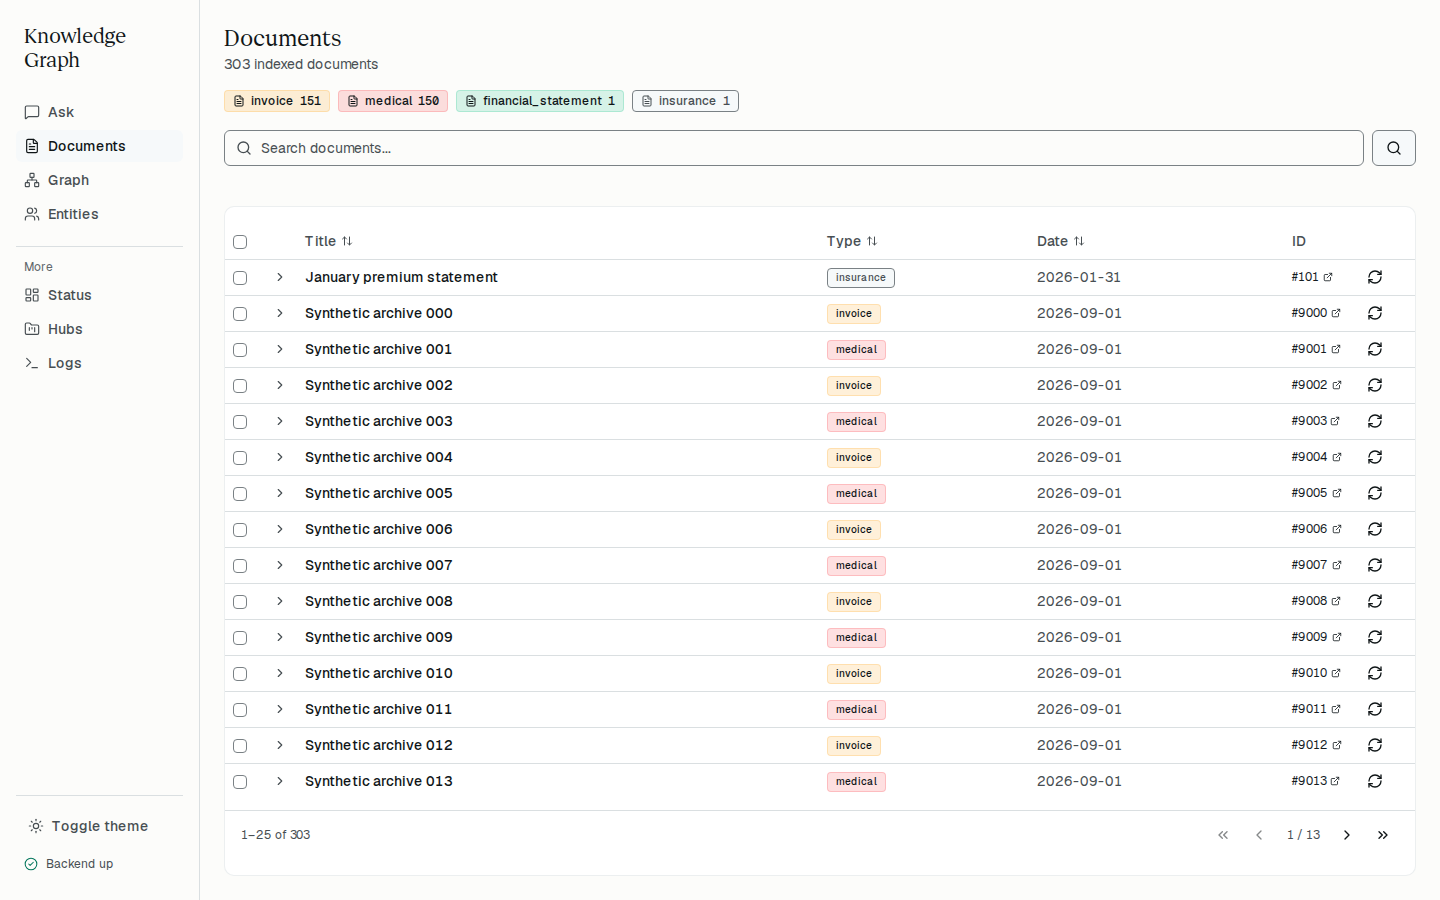 Knowledge
Graph
Ask
Documents
Graph
Entities
More
Status
Hubs
Logs
Toggle theme
Backend up
Documents
303 indexed documents
invoice 151
medical 150
financial_statement 1
insurance 1
Search documents...
Title
Type
Date
ID
January premium statement insurance 2026-01-31 #101
Synthetic archive 000 invoice 2026-09-01 #9000
Synthetic archive 001 medical 2026-09-01 #9001
Synthetic archive 002 invoice 2026-09-01 #9002
Synthetic archive 003 medical 2026-09-01 #9003
Synthetic archive 004 invoice 2026-09-01 #9004
Synthetic archive 005 medical 2026-09-01 #9005
Synthetic archive 006 invoice 2026-09-01 #9006
Synthetic archive 007 medical 2026-09-01 #9007
Synthetic archive 008 invoice 2026-09-01 #9008
Synthetic archive 009 medical 2026-09-01 #9009
Synthetic archive 010 invoice 2026-09-01 #9010
Synthetic archive 011 medical 2026-09-01 #9011
Synthetic archive 012 invoice 2026-09-01 #9012
Synthetic archive 013 medical 2026-09-01 #9013
1–25 of 303
1 / 13